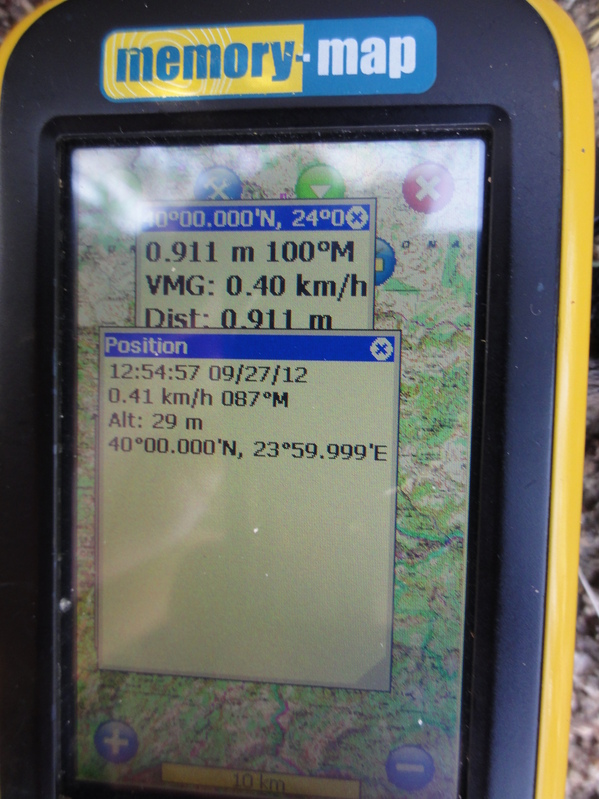 memory-map
40°00.000'N, 24°0
0.911 m 100°M
VMG: 0.40 km/h
Dist: 0.911 m
Position
12:54:57 09/27/12
0.41 km/h 087°M
Alt: 29 m
40°00.000'N, 23°59.999'E
10 km